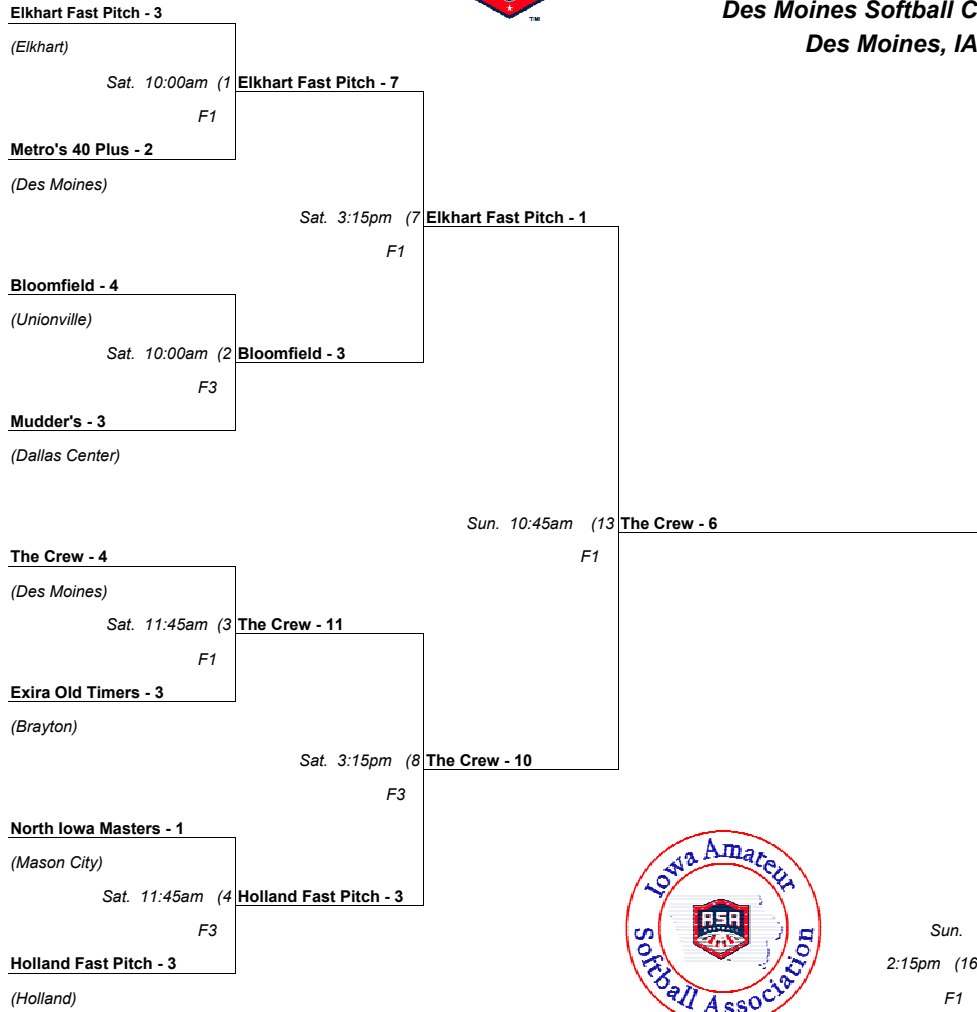 Elkhart Fast Pitch - 3
Des Moines Softball C
(Elkhart)
Des Moines, IA
Sat. 10:00am (1 Elkhart Fast Pitch - 7
F1
Metro's 40 Plus - 2
(Des Moines)
Sat. 3:15pm (7 Elkhart Fast Pitch - 1
F1
Bloomfield - 4
(Unionville)
Sat. 10:00am (2 Bloomfield - 3
F3
Mudder's - 3
(Dallas Center)
Sun. 10:45am (13 The Crew - 6
F1
The Crew - 4
(Des Moines)
Sat. 11:45am (3 The Crew - 11
F1
Exira Old Timers - 3
(Brayton)
Sat. 3:15pm (8 The Crew - 10
F3
North Iowa Masters - 1
(Mason City)
Sat. 11:45am (4 Holland Fast Pitch - 3
F3
Holland Fast Pitch - 3
(Holland)
Iowa Amateur
Softball Association
ASA
Sun.
2:15pm (16
F1